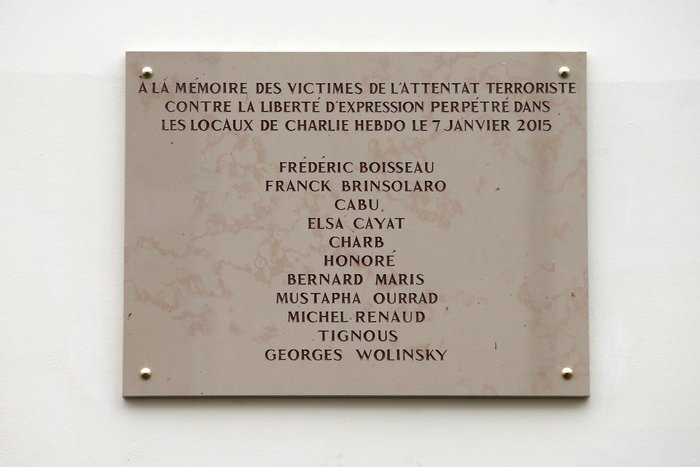 À LÀ MÉMOIRE DES VICTIMES DE L'ATTENTAT TERRORISTE
CONTRE LA LIBERTÉ D'EXPRESSION PERPÉTRÉ DANS
LES LOCAUX DE CHARLIE HEBDO LE 7 JANVIER 2015
FRÉDÉRIC BOISSEAU
FRANCK BRINSOLARO
CABU
ELSA CAYAT
CHARB
HONORÉ
BERNARD MARIS
MUSTAPHA OURRAD
MICHEL RENAUD
TIGNOUS
GEORGES WOLINSKY